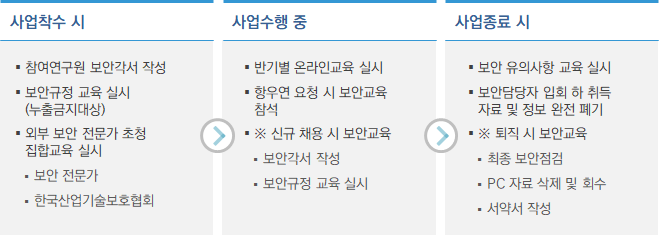 사업착수 시
▪ 참여연구원 보안각서 작성
▪ 보안규정 교육 실시
(누출금지대상)
▪ 외부 보안 전문가 초청
집합교육 실시
▪ 보안 전문가
▪ 한국산업기술보호협회
사업수행 중
▪ 반기별 온라인교육 실시
▪ 항우연 요청 시 보안교육
참석
▪ ※ 신규 채용 시 보안교육
▪ 보안각서 작성
▪ 보안규정 교육 실시
사업종료 시
▪ 보안 유의사항 교육 실시
▪ 보안담당자 입회 하 취득
자료 및 정보 완전 폐기
▪ ※ 퇴직 시 보안교육
▪ 최종 보안점검
▪ PC 자료 삭제 및 회수
▪ 서약서 작성